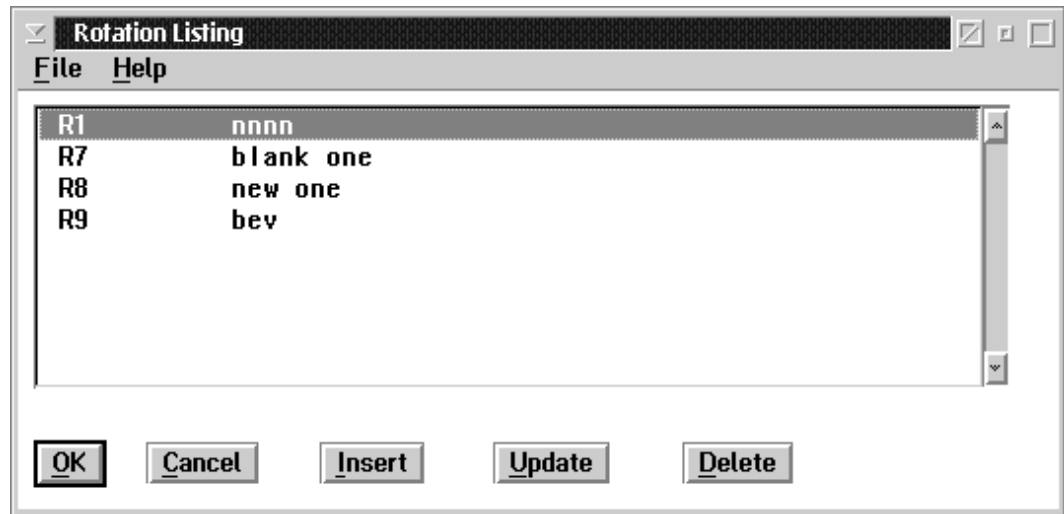 Rotation Listing
File Help
R1 nnnn
R7 blank one
R8 new one
R9 bev
OK Cancel Insert Update Delete